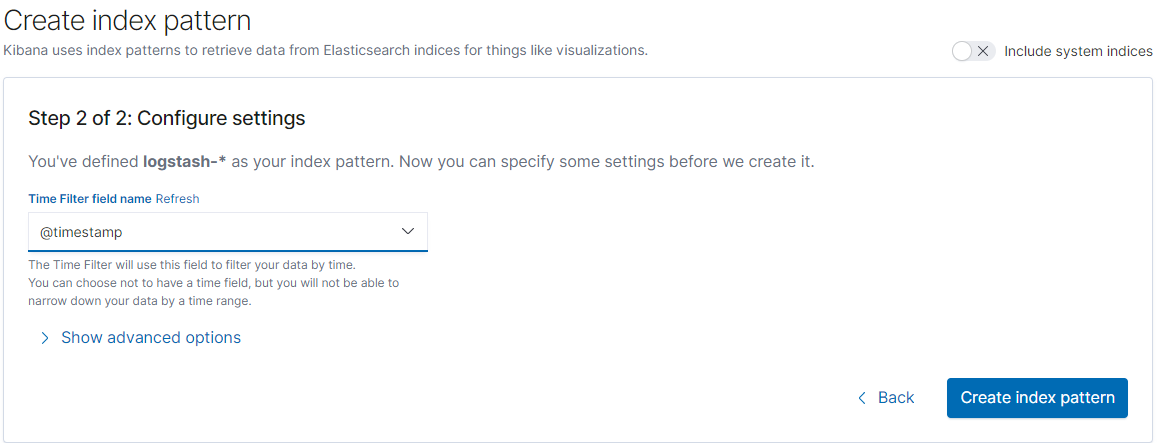 Create index pattern
Kibana uses index patterns to retrieve data from Elasticsearch indices for things like visualizations.
Include system indices
Step 2 of 2: Configure settings
You've defined logstash-* as your index pattern. Now you can specify some settings before we create it.
Time Filter field name Refresh
@timestamp
The Time Filter will use this field to filter your data by time.
You can choose not to have a time field, but you will not be able to
narrow down your data by a time range.
Show advanced options
Back
Create index pattern